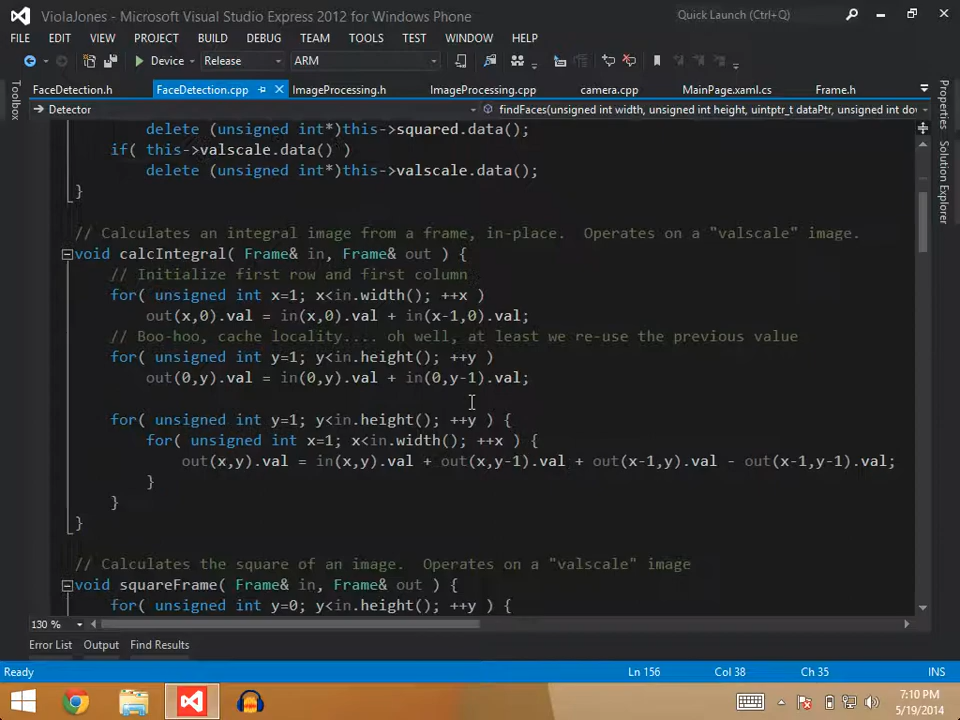 ViolaJones - Microsoft Visual Studio Express 2012 for Windows Phone
Quick Launch (Ctrl+Q)
FILE EDIT VIEW PROJECT BUILD DEBUG TEAM TOOLS TEST WINDOW HELP
Device Release ARM
Toolbox
FaceDetection.h FaceDetection.cpp ImageProcessing.h ImageProcessing.cpp camera.cpp MainPage.xaml.cs Frame.h
Detector findFaces(unsigned int width, unsigned int height, uintptr_t dataPtr, unsigned int do
Properties
Solution Explorer
delete (unsigned int*)this->squared.data();
if( this->valscale.data() )
delete (unsigned int*)this->valscale.data();
}
// Calculates an integral image from a frame, in-place.  Operates on a "valscale" image.
void calcIntegral( Frame& in, Frame& out ) {
// Initialize first row and first column
for( unsigned int x=1; x<in.width(); ++x )
out(x,0).val = in(x,0).val + in(x-1,0).val;
// Boo-hoo, cache locality.... oh well, at least we re-use the previous value
for( unsigned int y=1; y<in.height(); ++y )
out(0,y).val = in(0,y).val + in(0,y-1).val;
for( unsigned int y=1; y<in.height(); ++y ) {
for( unsigned int x=1; x<in.width(); ++x ) {
out(x,y).val = in(x,y).val + out(x,y-1).val + out(x-1,y).val - out(x-1,y-1).val;
}
}
}
// Calculates the square of an image.  Operates on a "valscale" image
void squareFrame( Frame& in, Frame& out ) {
for( unsigned int y=0; y<in.height(); ++y ) {
130 %
Error List Output Find Results
Ready Ln 156 Col 38 Ch 35 INS
7:10 PM
5/19/2014